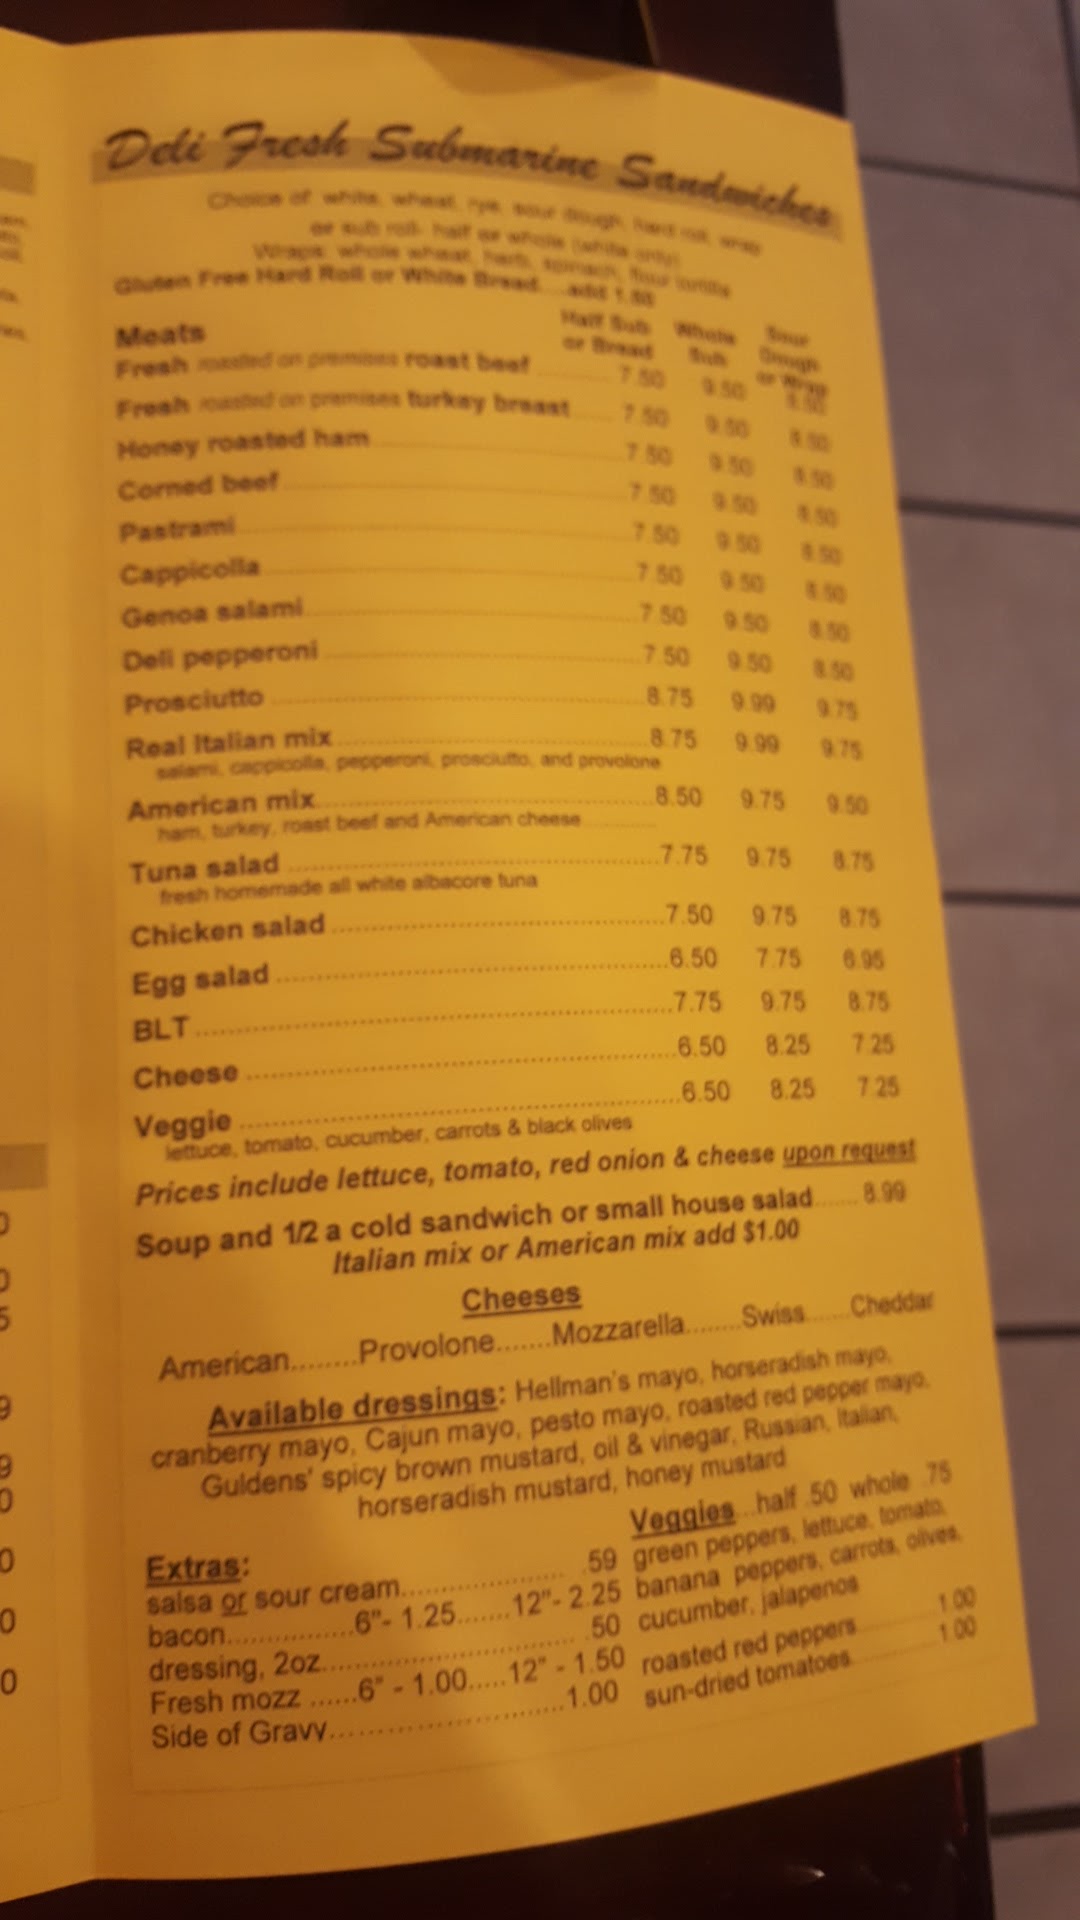 Deli Fresh Submarine Sandwiches
Choice of white, wheat, rye, sour dough, hard roll, wrap
or sub roll- half or whole (white only)
Wraps: whole wheat, herb, spinach, flour tortilla
Gluten Free Hard Roll or White Bread....add
Meats Half Sub or Bread Whole Sub Sour Dough or Wrap
Fresh roasted on premises roast beef 7.50 9.50 8.50
Fresh roasted on premises turkey breast 7.50 9.50 8.50
Honey roasted ham 7.50 9.50 8.50
Corned beef 7.50 9.50 8.50
Pastrami 7.50 9.50 8.50
Cappicolla 7.50 9.50 8.50
Genoa salami 7.50 9.50 8.50
Deli pepperoni 7.50 9.50 8.50
Prosciutto 8.75 9.99 9.75
Real Italian mix 8.75 9.99 9.75
salami, cappicolla, pepperoni, prosciutto, and provolone
American mix 8.50 9.75 9.50
ham, turkey, roast beef and American cheese
Tuna salad 7.75 9.75 8.75
fresh homemade all white albacore tuna
Chicken salad 7.50 9.75 8.75
Egg salad 6.50 7.75 6.95
BLT 7.75 9.75 8.75
Cheese 6.50 8.25 7.25
Veggie 6.50 8.25 7.25
lettuce, tomato, cucumber, carrots & black olives
Prices include lettuce, tomato, red onion & cheese upon request
Soup and 1/2 a cold sandwich or small house salad 8.99
Italian mix or American mix add $1.00
Cheeses
American.........Provolone.......Mozzarella........Swiss.......Cheddar
Available dressings: Hellman's mayo, horseradish mayo,
cranberry mayo, Cajun mayo, pesto mayo, roasted red pepper mayo,
Guldens' spicy brown mustard, oil & vinegar, Russian, Italian,
horseradish mustard, honey mustard
Extras:
salsa or sour cream .59
bacon 6"- 1.25.......12"- 2.25
dressing, 2oz .50
Fresh mozz ......6" - 1.00.....12" - 1.50
Side of Gravy 1.00
Veggies...half .50 whole .75
green peppers, lettuce, tomato,
banana peppers, carrots, olives,
cucumber, jalapenos
roasted red peppers 1.00
sun-dried tomatoes 1.00